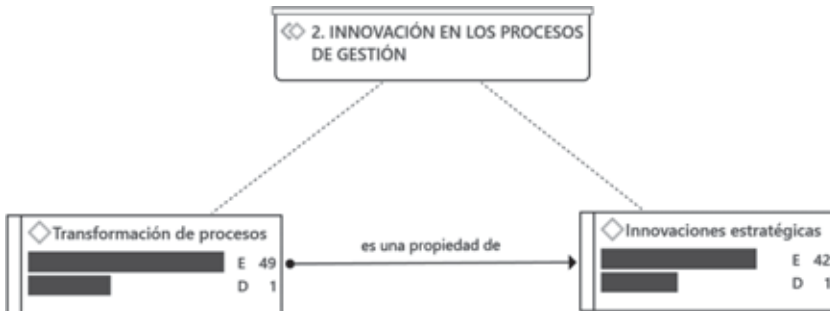 2. INNOVACIÓN EN LOS PROCESOS
DE GESTIÓN
Transformación de procesos
E 49
D 1
es una propiedad de
Innovaciones estratégicas
E 42
D 1